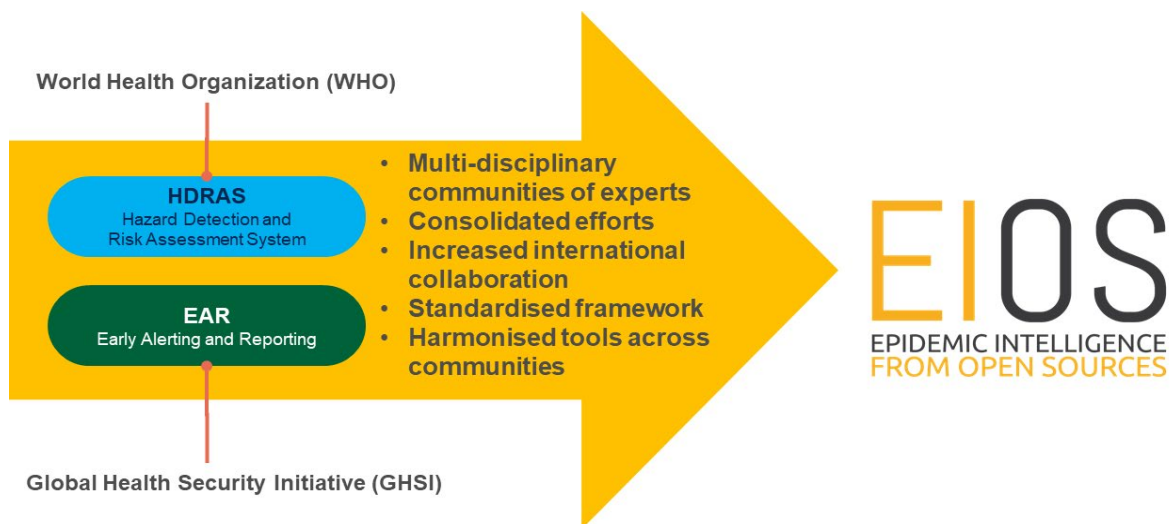 World Health Organization (WHO)
HDRAS
Hazard Detection and
Risk Assessment System
EAR
Early Alerting and Reporting
Global Health Security Initiative (GHSI)
• Multi-disciplinary
communities of experts
• Consolidated efforts
• Increased international
collaboration
• Standardised framework
• Harmonised tools across
communities
EIOS
EPIDEMIC INTELLIGENCE
FROM OPEN SOURCES